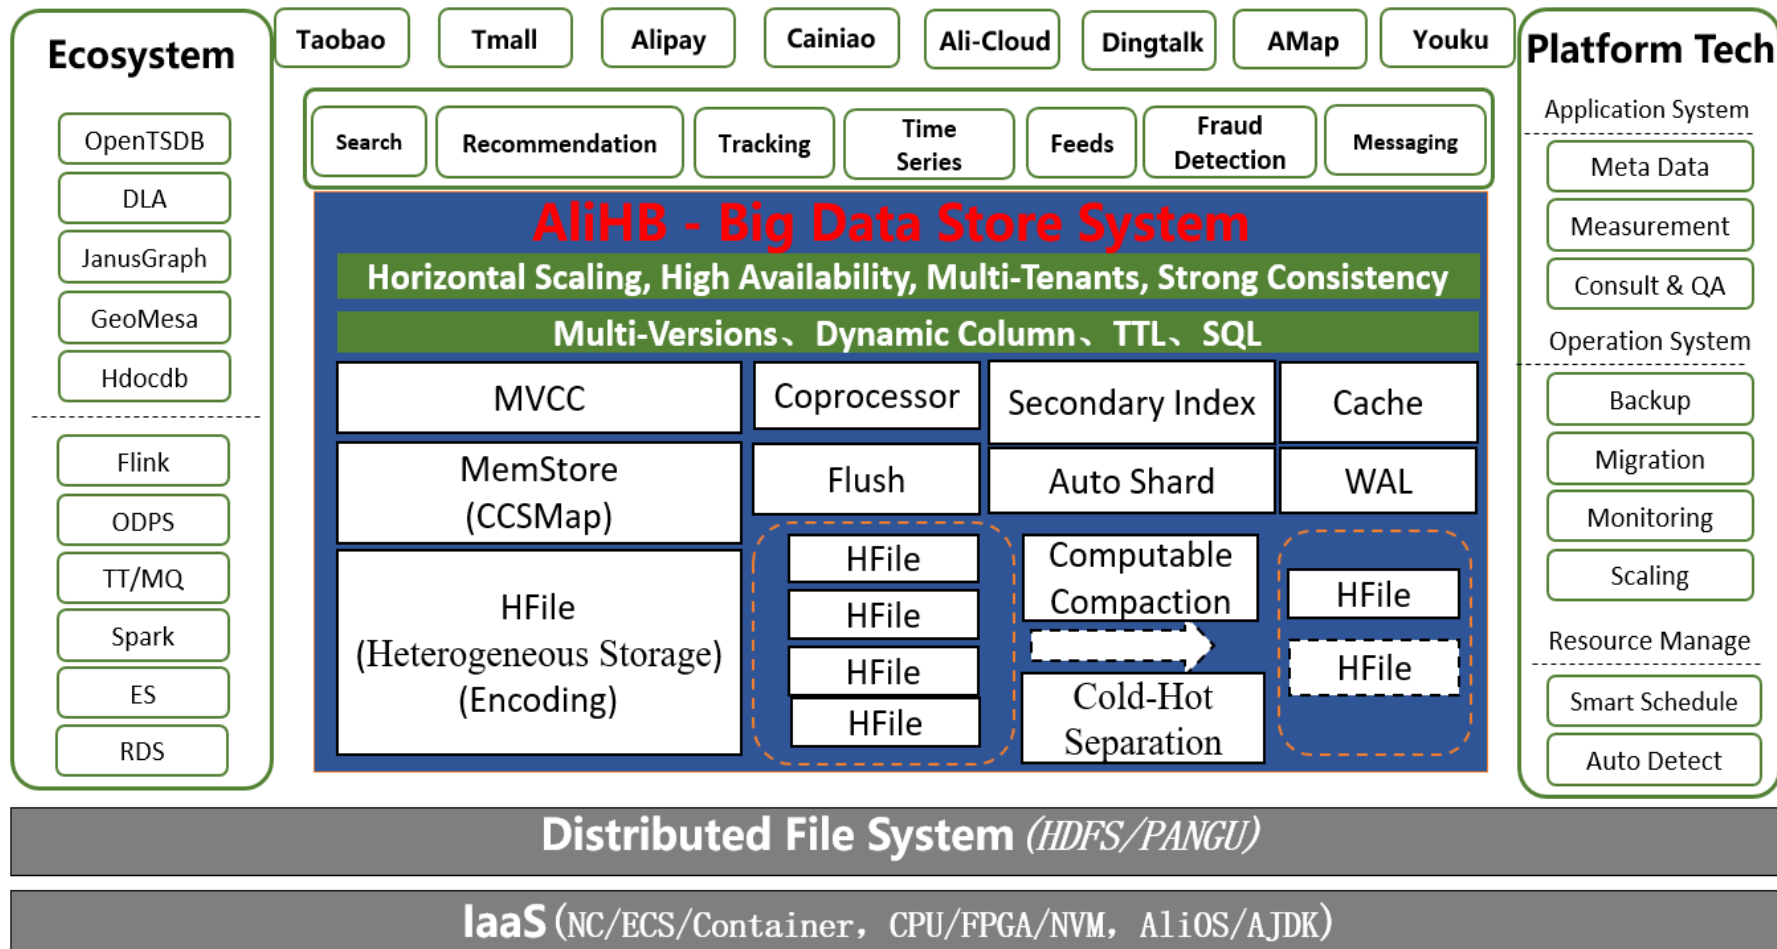 Ecosystem
OpenTSDB
DLA
JanusGraph
GeoMesa
Hdocdb
Flink
ODPS
TT/MQ
Spark
ES
RDS
Taobao
Tmall
Alipay
Cainiao
Ali-Cloud
Dingtalk
AMap
Youku
Search
Recommendation
Tracking
Time
Series
Feeds
Fraud
Detection
Messaging
AliHB - Big Data Store System
Horizontal Scaling, High Availability, Multi-Tenants, Strong Consistency
Multi-Versions、Dynamic Column、TTL、SQL
MVCC
Coprocessor
Secondary Index
Cache
MemStore
(CCSMap)
Flush
Auto Shard
WAL
HFile
(Heterogeneous Storage)
(Encoding)
HFile
HFile
HFile
HFile
Computable
Compaction
Cold-Hot
Separation
HFile
HFile
Platform Tech
Application System
Meta Data
Measurement
Consult & QA
Operation System
Backup
Migration
Monitoring
Scaling
Resource Manage
Smart Schedule
Auto Detect
Distributed File System (HDFS/PANGU)
IaaS(NC/ECS/Container, CPU/FPGA/NVM, AliOS/AJDK)